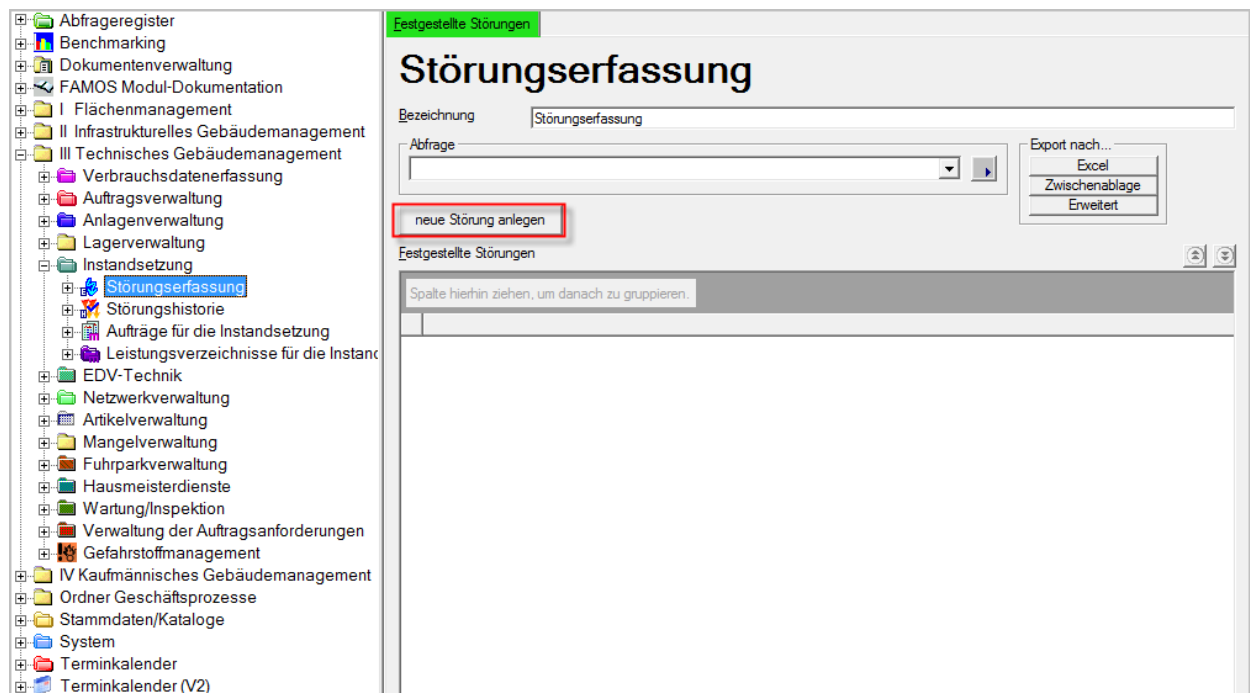 Abfrageregister
Benchmarking
Dokumentenverwaltung
FAMOS Modul-Dokumentation
I Flächenmanagement
II Infrastrukturelles Gebäudemanagement
III Technisches Gebäudemanagement
Verbrauchsdatenerfassung
Auftragsverwaltung
Anlagenverwaltung
Lagerverwaltung
Instandsetzung
Störungserfassung
Störungshistorie
Aufträge für die Instandsetzung
Leistungsverzeichnisse für die Instand
EDV-Technik
Netzwerkverwaltung
Artikelverwaltung
Mangelverwaltung
Fuhrparkverwaltung
Hausmeisterdienste
Wartung/Inspektion
Verwaltung der Auftragsanforderungen
Gefahrstoffmanagement
IV Kaufmännisches Gebäudemanagement
Ordner Geschäftsprozesse
Stammdaten/Kataloge
System
Terminkalender
Terminkalender (V2)
Festgestellte Störungen
Störungserfassung
Bezeichnung Störungserfassung
Abfrage
Export nach...
Excel
Zwischenablage
Erweitert
neue Störung anlegen
Festgestellte Störungen
Spalte hierhin ziehen, um danach zu gruppieren.